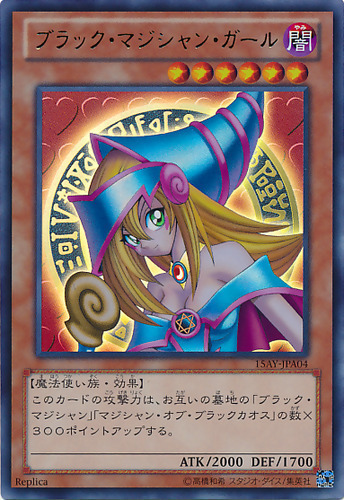 ブラック・マジシャン・ガール
闇
15AY-JPA04
【魔法使い族・効果】
このカードの攻撃力は、お互いの墓地の「ブラック・
マジシャン」「マジシャン・オブ・ブラックカオス」の数×
３００ポイントアップする。
ATK/2000 DEF/1700
Replica
©高橋和希 スタジオ・ダイス/集英社